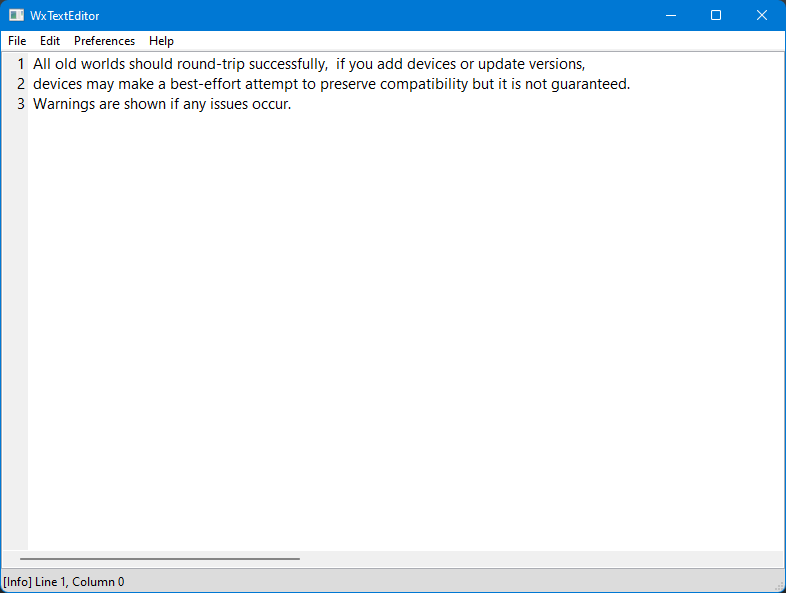 WxTextEditor
File Edit Preferences Help
1 All old worlds should round-trip successfully,  if you add devices or update versions,
2 devices may make a best-effort attempt to preserve compatibility but it is not guaranteed.
3 Warnings are shown if any issues occur.
[Info] Line 1, Column 0